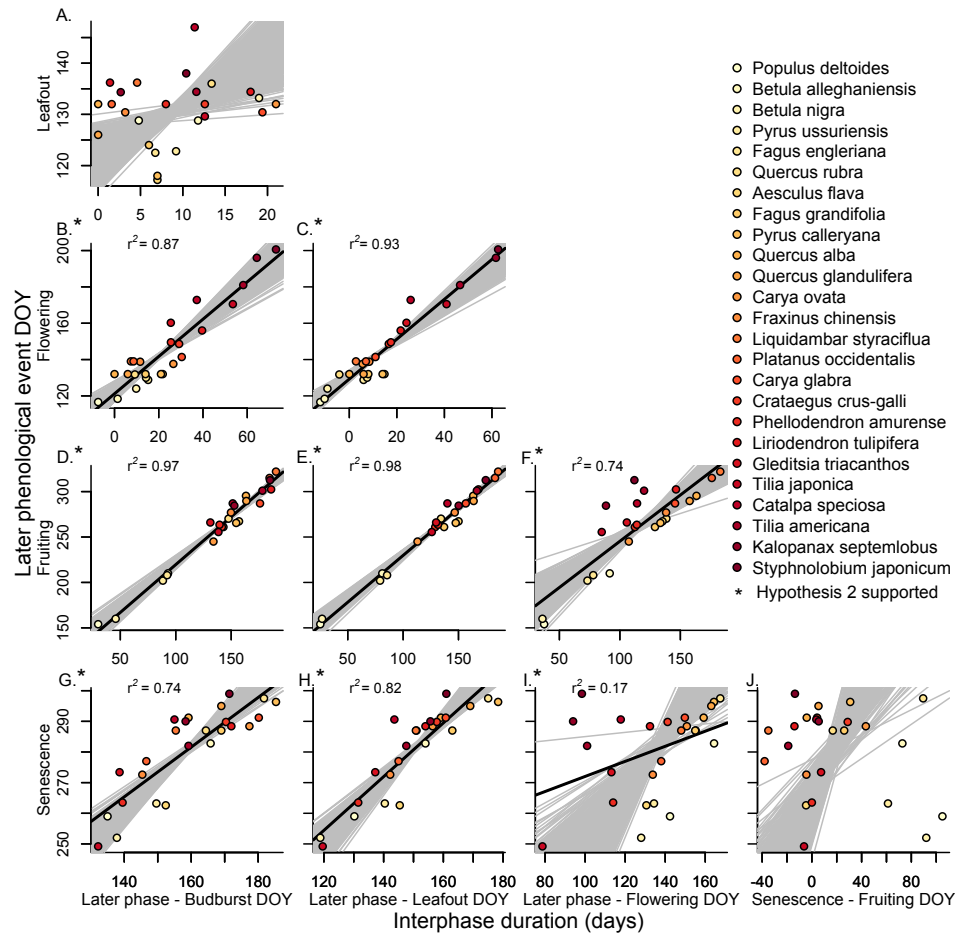 A.
Leafout
120
130
140
0 5 10 15 20
B. *
r² = 0.87
C. *
r² = 0.93
Later phenological event DOY
Flowering
120
160
200
0 20 40 60
0 20 40 60
D. *
r² = 0.97
E. *
r² = 0.98
F. *
r² = 0.74
Fruiting
150
200
250
300
50 100 150
50 100 150
50 100 150
G. *
r² = 0.74
H. *
r² = 0.82
I. *
r² = 0.17
J.
Senescence
250
270
290
140 160 180
120 140 160 180
80 100 120 140 160
-40 0 40 80
Later phase - Budburst DOY
Later phase - Leafout DOY
Later phase - Flowering DOY
Senescence - Fruiting DOY
Interphase duration (days)
Populus deltoides
Betula alleghaniensis
Betula nigra
Pyrus ussuriensis
Fagus engleriana
Quercus rubra
Aesculus flava
Fagus grandifolia
Pyrus calleryana
Quercus alba
Quercus glandulifera
Carya ovata
Fraxinus chinensis
Liquidambar styraciflua
Platanus occidentalis
Carya glabra
Crataegus crus-galli
Phellodendron amurense
Liriodendron tulipifera
Gleditsia triacanthos
Tilia japonica
Catalpa speciosa
Tilia americana
Kalopanax septemlobus
Styphnolobium japonicum
* Hypothesis 2 supported